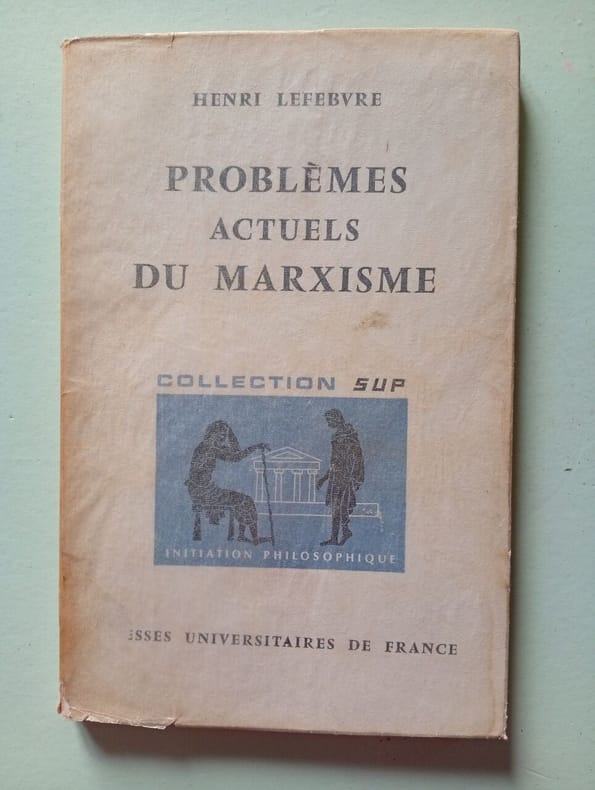 HENRI LEFEBVRE
PROBLÈMES
ACTUELS
DU MARXISME
COLLECTION SUP
INITIATION PHILOSOPHIQUE
ESSES UNIVERSITAIRES DE FRANCE